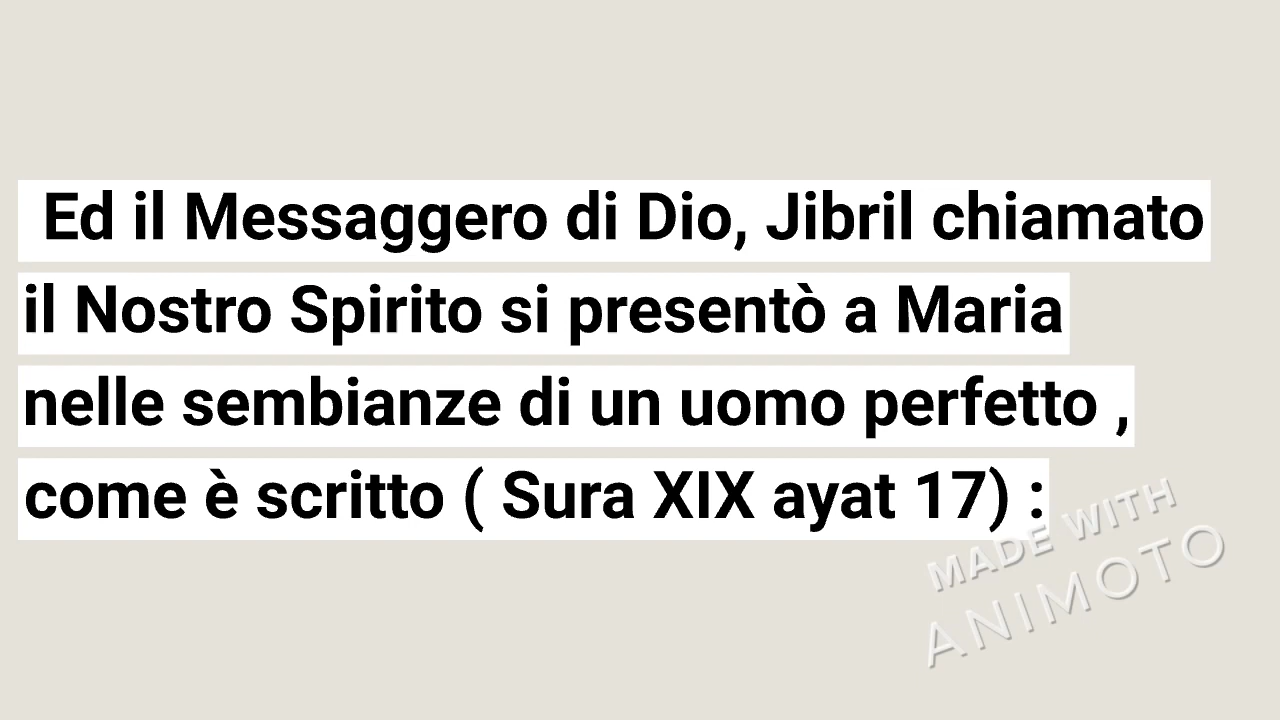 Ed il Messaggero di Dio, Jibril chiamato
il Nostro Spirito si presentò a Maria
nelle sembianze di un uomo perfetto ,
come è scritto ( Sura XIX ayat 17) :
MADE WITH
ANIMOTO